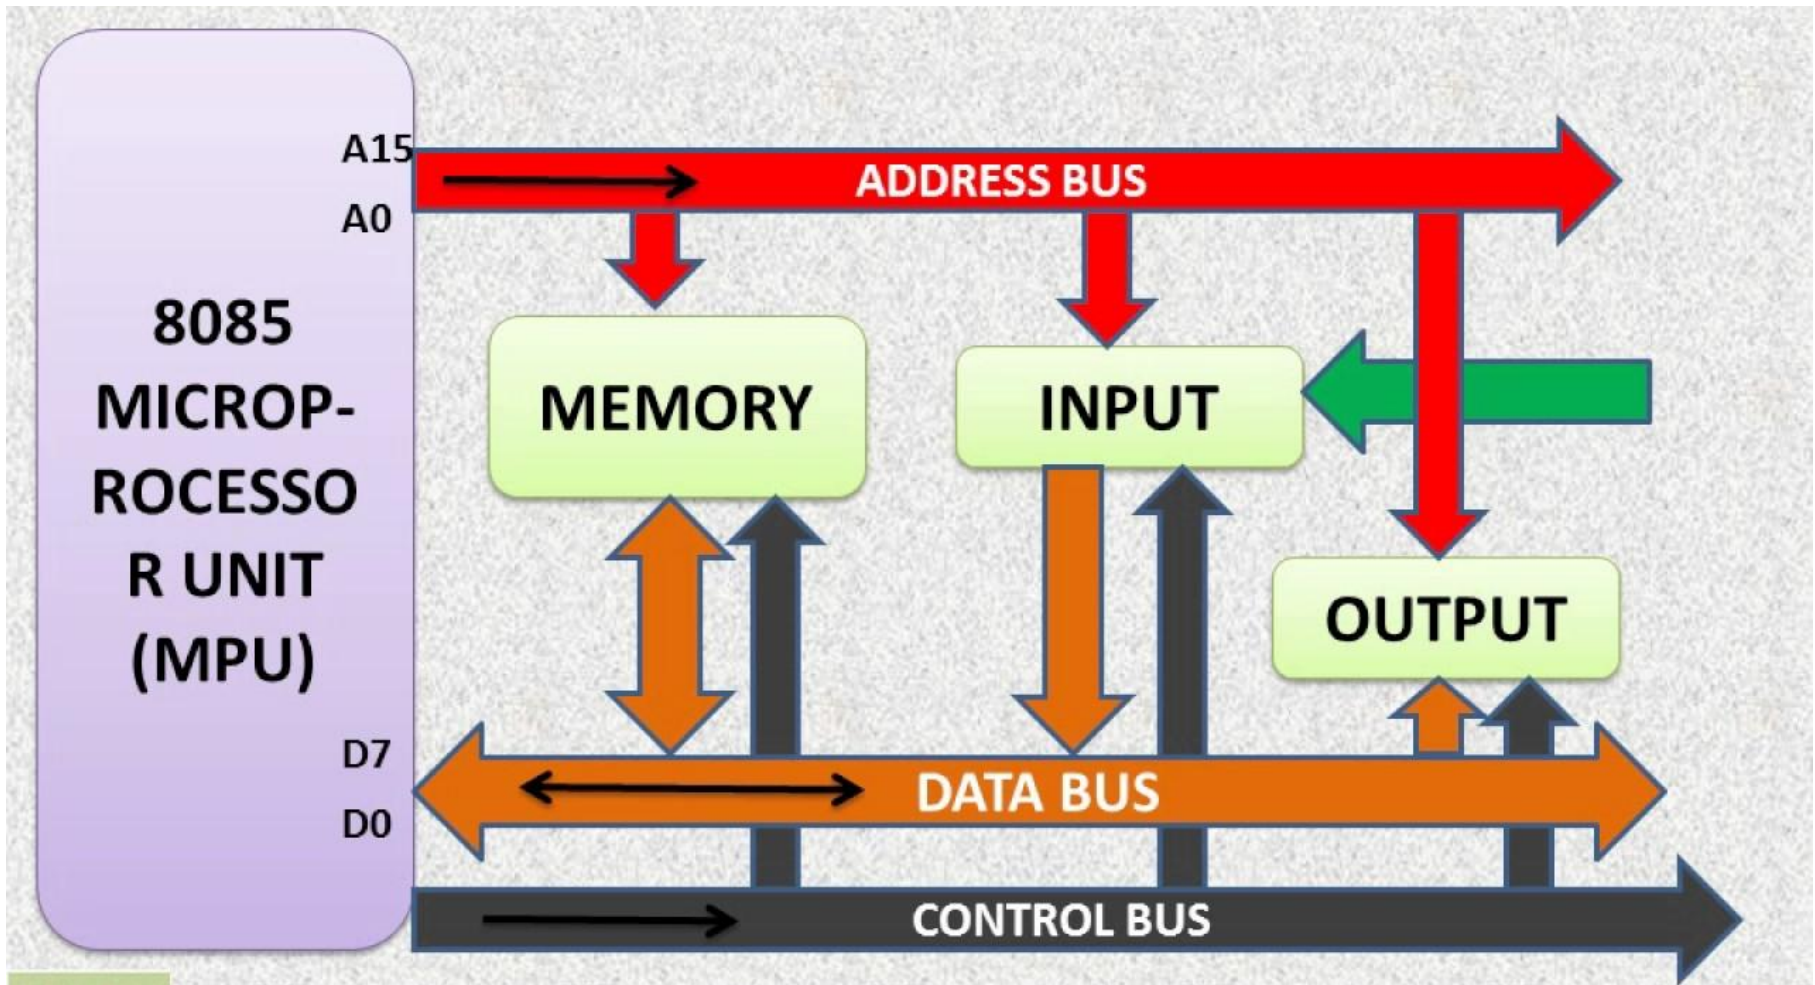 A15
ADDRESS BUS
A0
8085
MICROP-
ROCESSO
R UNIT
(MPU)
MEMORY
INPUT
OUTPUT
D7
DATA BUS
D0
CONTROL BUS